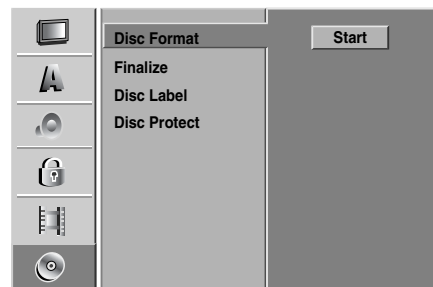 Disc Format
Start
Finalize
Disc Label
Disc Protect